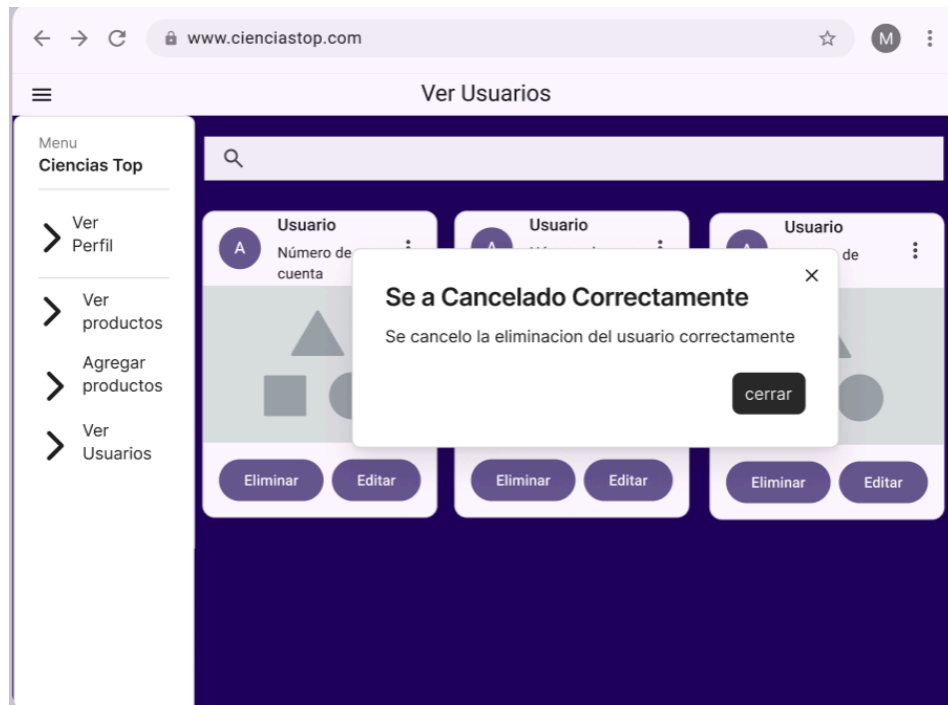 www.cienciastop.com
M
Ver Usuarios
Menu
Ciencias Top
Ver
Perfil
Ver
productos
Agregar
productos
Ver
Usuarios
A
Usuario
Número de
cuenta
Eliminar
Editar
Usuario
Eliminar
Editar
Usuario
de
Eliminar
Editar
Se a Cancelado Correctamente
Se cancelo la eliminacion del usuario correctamente
cerrar